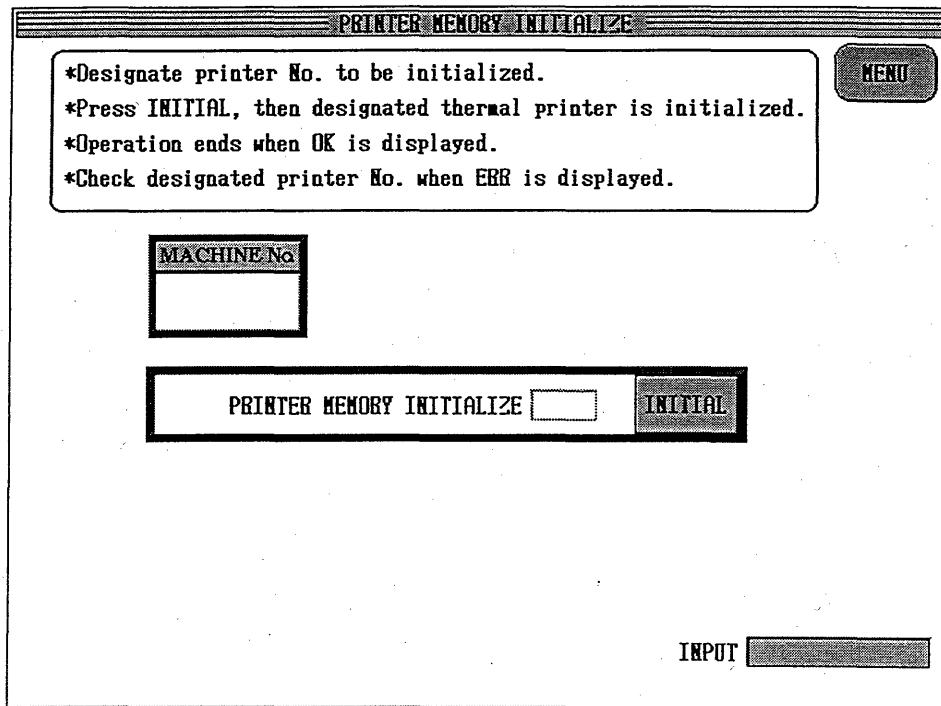 PRINTER MEMORY INITIALIZE
*Designate printer No. to be initialized.
MENU
*Press INITIAL, then designated thermal printer is initialized.
*Operation ends when OK is displayed.
*Check designated printer No. when ERR is displayed.
MACHINE No.
PRINTER MEMORY INITIALIZE
INITIAL
INPUT